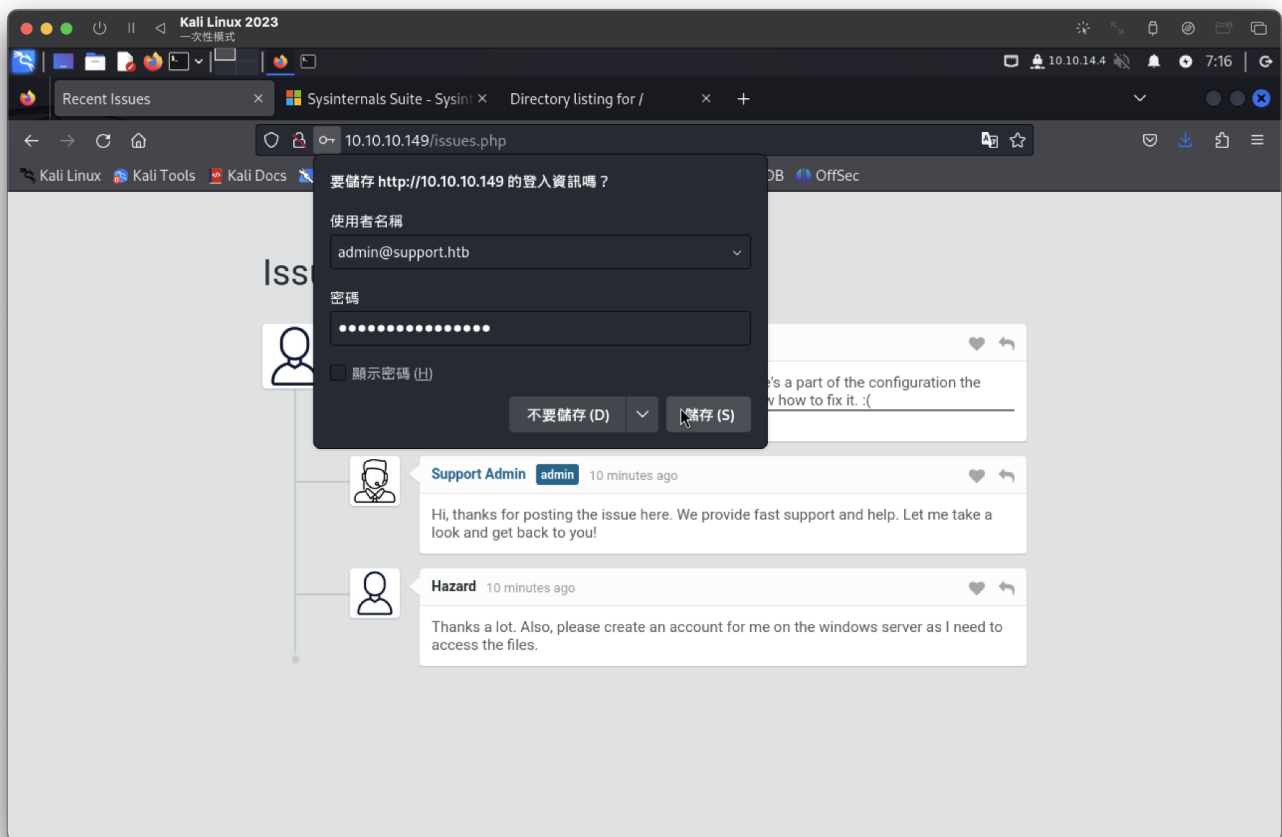 Kali Linux 2023
一次性模式
10.10.14.4
7:16
Recent Issues
Sysinternals Suite - Sysint
Directory listing for /
10.10.10.149/issues.php
Kali Linux
Kali Tools
Kali Docs
DB
OffSec
要儲存 http://10.10.10.149 的登入資訊嗎？
使用者名稱
admin@support.htb
密碼
●●●●●●●●●●●●●●●●
顯示密碼 (H)
不要儲存 (D)
儲存 (S)
Iss
's a part of the configuration the
how to fix it. :(
Support Admin admin 10 minutes ago
Hi, thanks for posting the issue here. We provide fast support and help. Let me take a
look and get back to you!
Hazard 10 minutes ago
Thanks a lot. Also, please create an account for me on the windows server as I need to
access the files.